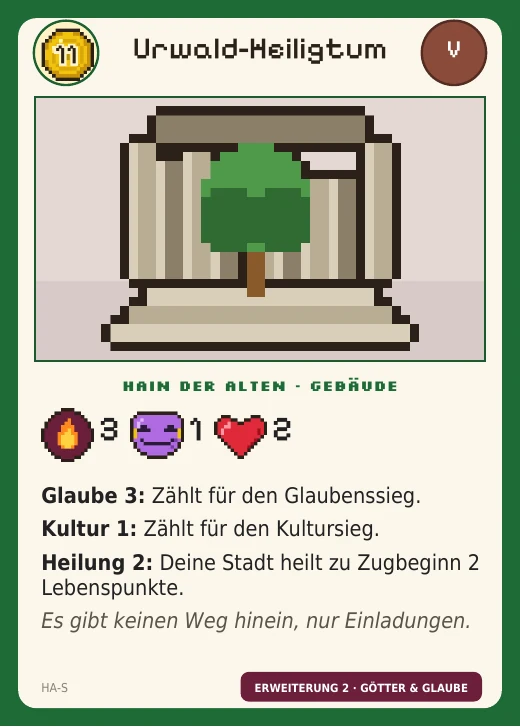 11
Urwald-Heiligtum
V
HAIN DER ALTEN · GEBÄUDE
3 1 2
Glaube 3: Zählt für den Glaubenssieg.
Kultur 1: Zählt für den Kultursieg.
Heilung 2: Deine Stadt heilt zu Zugbeginn 2
Lebenspunkte.
Es gibt keinen Weg hinein, nur Einladungen.
HA-S
ERWEITERUNG 2 · GÖTTER & GLAUBE